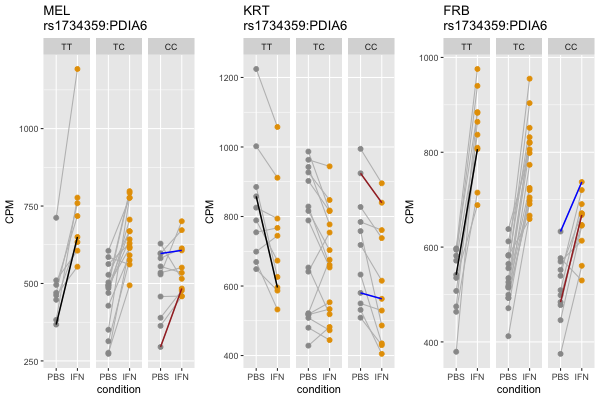 MEL
rs1734359:PDIA6
TT TC CC
CPM
1000
750
500
250
PBS IFN PBS IFN PBS IFN
condition
KRT
rs1734359:PDIA6
TT TC CC
CPM
1200
1000
800
600
400
PBS IFN PBS IFN PBS IFN
condition
FRB
rs1734359:PDIA6
TT TC CC
CPM
1000
800
600
400
PBS IFN PBS IFN PBS IFN
condition